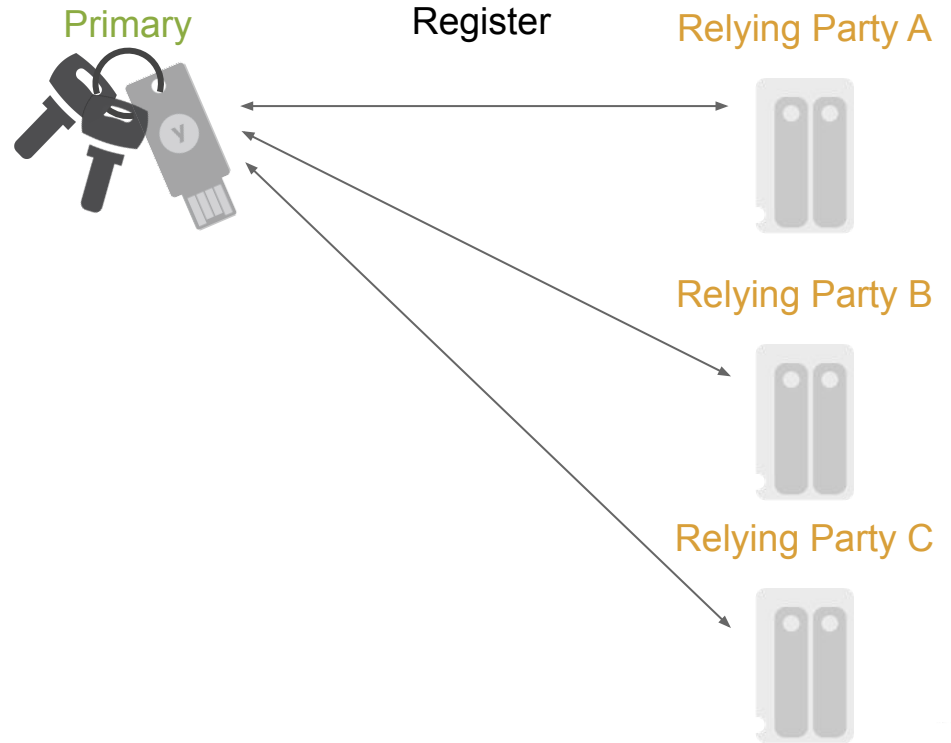 Primary
Register
Relying Party A
y
Relying Party B
Relying Party C